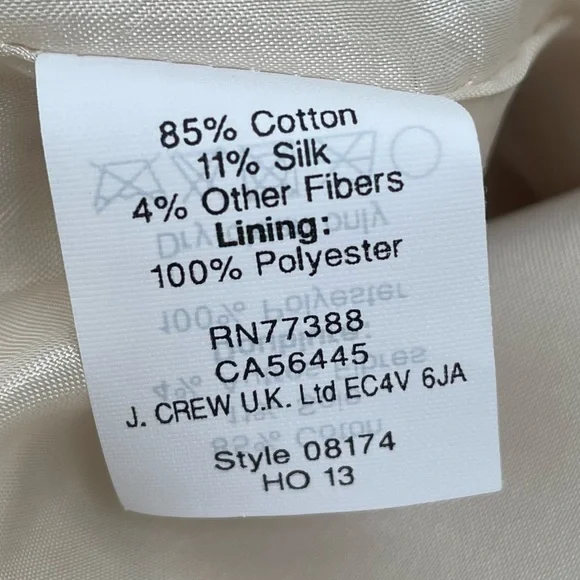 85% Cotton
11% Silk
4% Other Fibers
Lining:
100% Polyester
RN77388
CA56445
J. CREW U.K. Ltd EC4V 6JA
Style 08174
HO 13